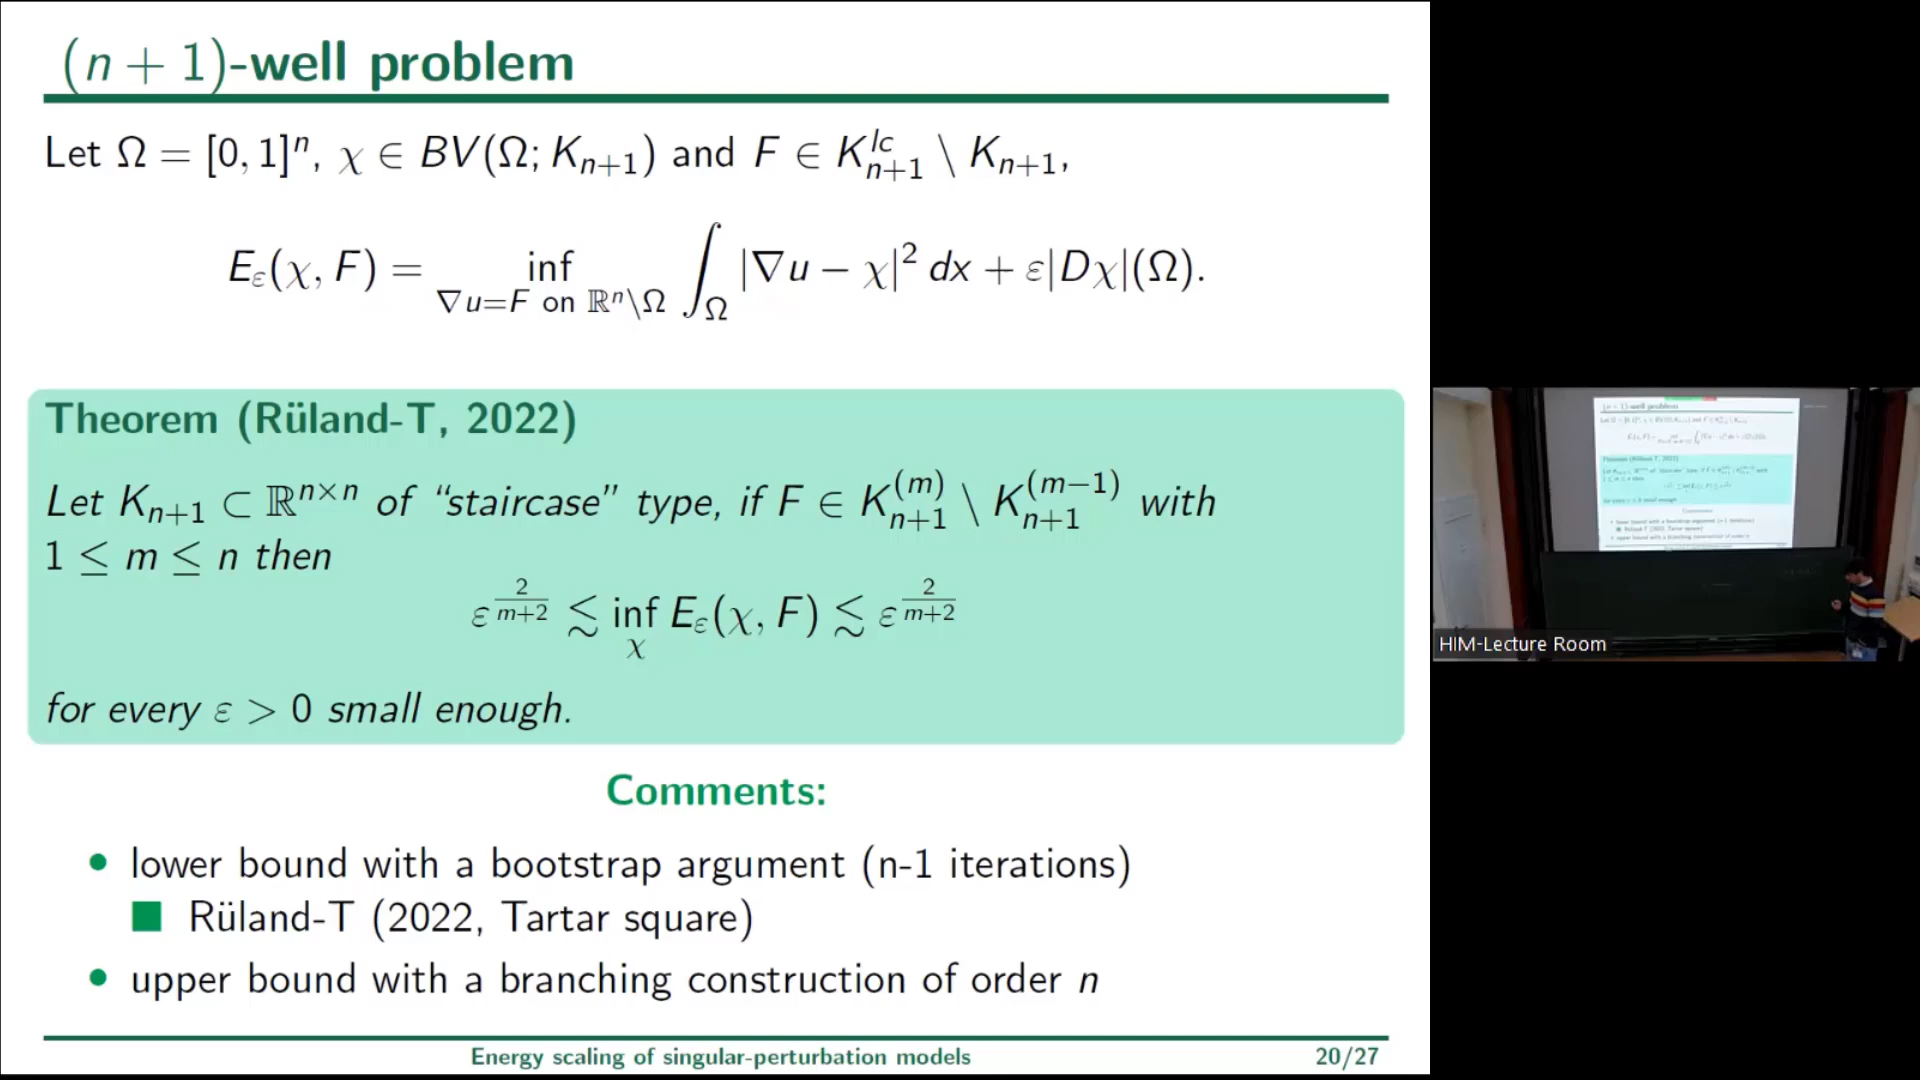 (n + 1)-well problem
Let Ω = [0, 1]ⁿ, χ ∈ BV(Ω; Kₙ₊₁) and F ∈ K^{lc}_{n+1} \ K_{n+1},
E_ε(χ, F) = inf_{∇u=F on ℝⁿ\Ω} ∫_Ω |∇u − χ|² dx + ε|Dχ|(Ω).
Theorem (Rüland-T, 2022)
Let K_{n+1} ⊂ ℝ^{n×n} of “staircase” type, if F ∈ K^{(m)}_{n+1} \ K^{(m−1)}_{n+1} with
1 ≤ m ≤ n then
ε^{2/(m+2)} ≲ inf_χ E_ε(χ, F) ≲ ε^{2/(m+2)}
for every ε > 0 small enough.
Comments:
• lower bound with a bootstrap argument (n-1 iterations)
■ Rüland-T (2022, Tartar square)
• upper bound with a branching construction of order n
Energy scaling of singular-perturbation models
20/27
HIM-Lecture Room